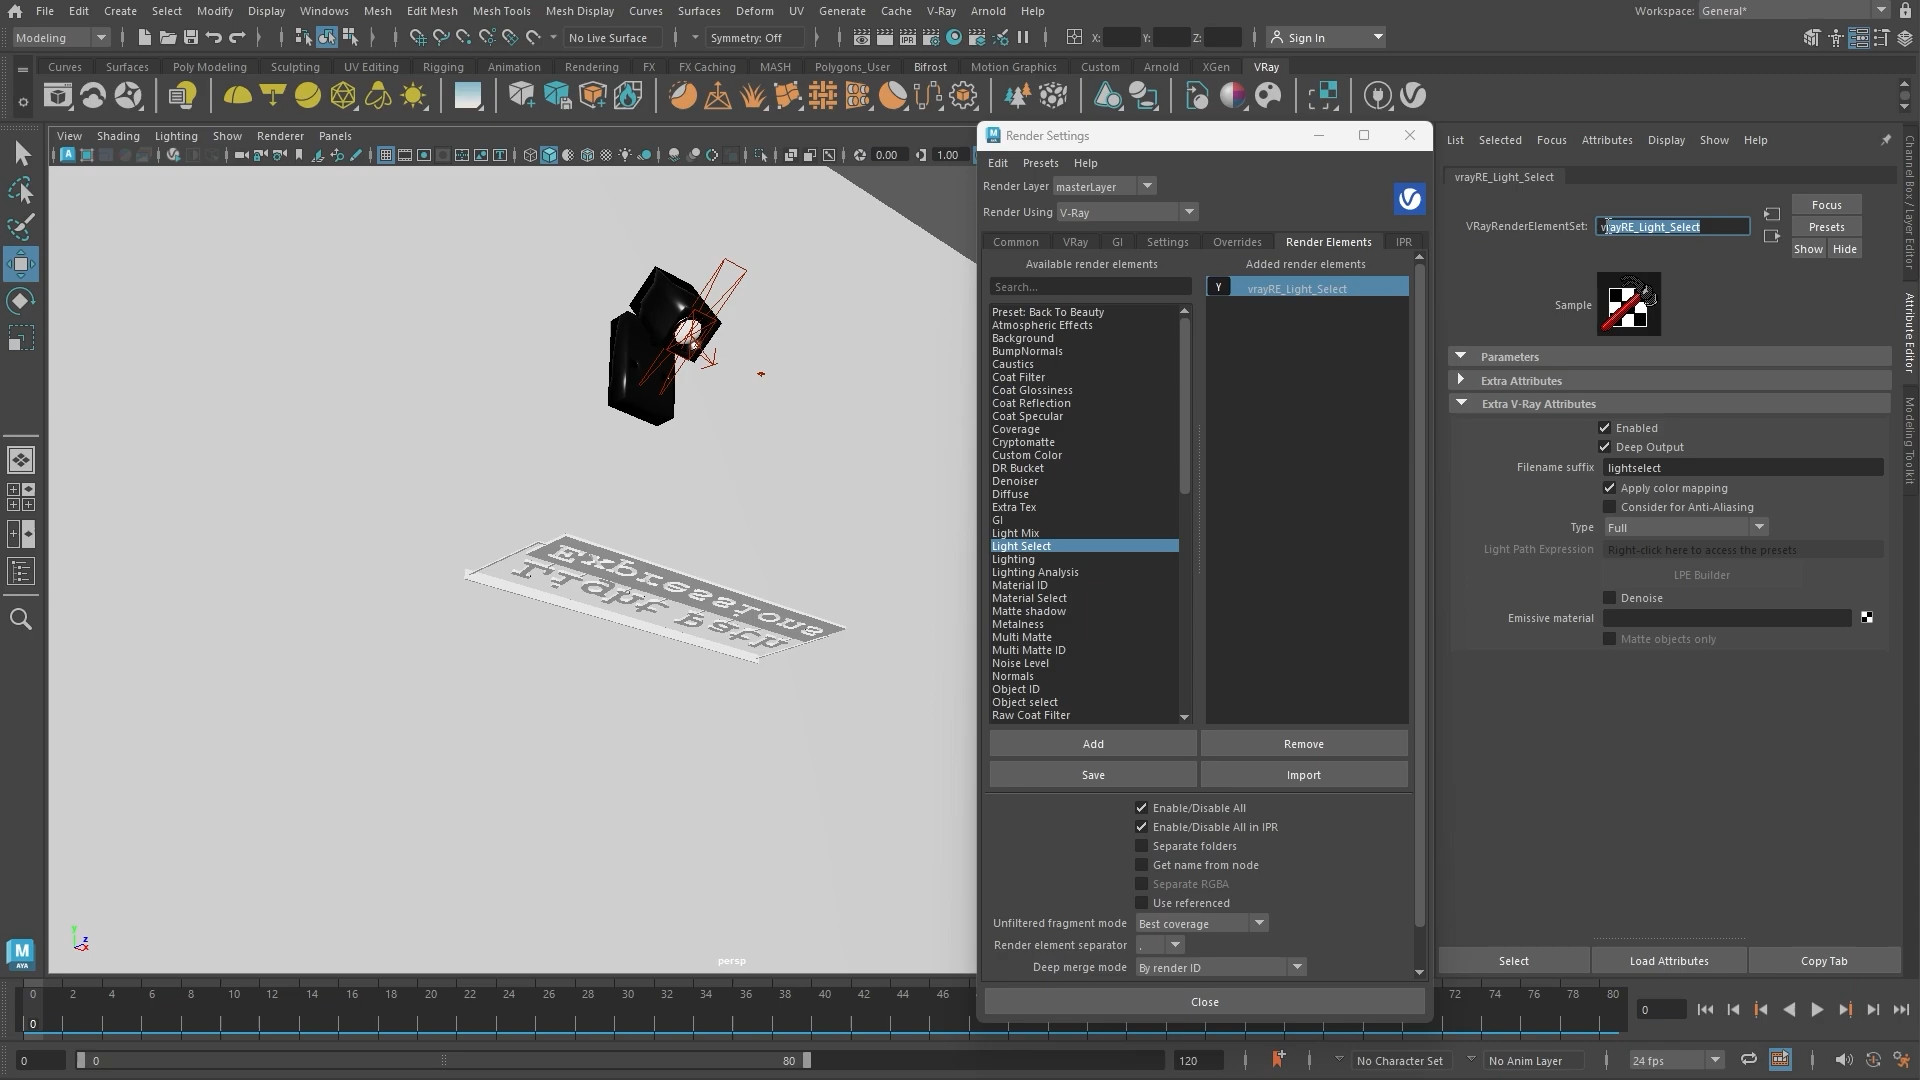 File Edit Create Select Modify Display Windows Mesh Edit Mesh Mesh Tools Mesh Display Curves Surfaces Deform UV Generate Cache V-Ray Arnold Help
Workspace: General*
Modeling
No Live Surface
Symmetry: Off
X: Y: Z:
Sign In
Curves Surfaces Poly Modeling Sculpting UV Editing Rigging Animation Rendering FX FX Caching MASH Polygons_User Bifrost Motion Graphics Custom Arnold XGen VRay
View Shading Lighting Show Renderer Panels
0.00 1.00
persp
Render Settings
Edit Presets Help
Render Layer masterLayer
Render Using V-Ray
Common VRay GI Settings Overrides Render Elements IPR
Available render elements
Search...
Preset: Back To Beauty
Atmospheric Effects
Background
BumpNormals
Caustics
Coat Filter
Coat Glossiness
Coat Reflection
Coat Specular
Coverage
Cryptomatte
Custom Color
DR Bucket
Denoiser
Diffuse
Extra Tex
GI
Light Mix
Light Select
Lighting
Lighting Analysis
Material ID
Material Select
Matte shadow
Metalness
Multi Matte
Multi Matte ID
Noise Level
Normals
Object ID
Object select
Raw Coat Filter
Added render elements
Y vrayRE_Light_Select
Add Remove
Save Import
Enable/Disable All
Enable/Disable All in IPR
Separate folders
Get name from node
Separate RGBA
Use referenced
Unfiltered fragment mode Best coverage
Render element separator .
Deep merge mode By render ID
Close
List Selected Focus Attributes Display Show Help
vrayRE_Light_Select
VRayRenderElementSet: vrayRE_Light_Select
Focus
Presets
Show Hide
Sample
Parameters
Extra Attributes
Extra V-Ray Attributes
Enabled
Deep Output
Filename suffix lightselect
Apply color mapping
Consider for Anti-Aliasing
Type Full
Light Path Expression Right-click here to access the presets
LPE Builder
Denoise
Emissive material
Matte objects only
Select Load Attributes Copy Tab
Channel Box / Layer Editor
Attribute Editor
Modeling Toolkit
0 2 4 6 8 10 12 14 16 18 20 22 24 26 28 30 32 34 36 38 40 42 44 46 72 74 76 78 80
0
0
0 0 80 120
No Character Set
No Anim Layer
24 fps